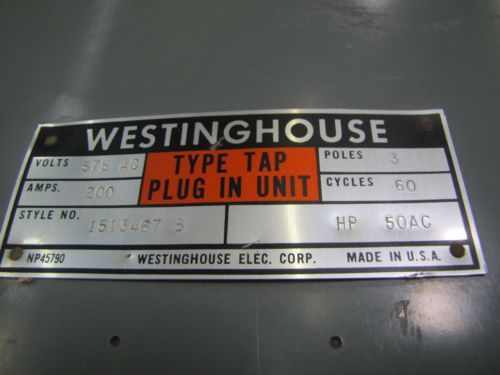 WESTINGHOUSE
VOLTS 575 AC TYPE TAP POLES 3
AMPS. 200 PLUG IN UNIT CYCLES 60
STYLE NO. 1513467 B HP 50AC
NP45790 WESTINGHOUSE ELEC. CORP. MADE IN U.S.A.